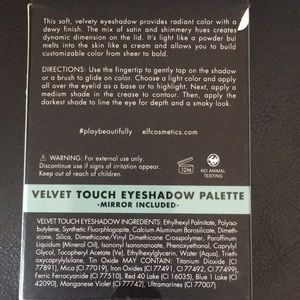 This soft, velvety eyeshadow provides radiant color with a
dewy finish. The mix of satin and shimmery hues creates
dynamic dimension on the lid. It's light like a powder but
melts into the skin like a cream and allows you to build
customizable color from sheer to bold.
DIRECTIONS: Use the fingertip to gently tap on the shadow
or a brush to glide on color. Choose a light color and apply
all over the eyelid as a base or to highlight. Next, apply a
medium shade in the crease to contour. Then, apply the
darkest shade to line the eye for depth and a smoky look.
#playbeautifully elfcosmetics.com
WARNING: For external use only.
Discontinue use if signs of irritation appear.
Keep out of reach of children.
12M
NO ANIMAL
TESTING
VELVET TOUCH EYESHADOW PALETTE
-MIRROR INCLUDED-
VELVET TOUCH EYESHADOW INGREDIENTS: Ethylhexyl Palmitate, Polyiso-
butene, Synthetic Fluorphlogopite, Calcium Aluminum Borosilicate, Dimeth-
icone, Silica, Dimethicone/Vinyl Dimethicone Crosspolymer, Paraffinum
Liquidum (Mineral Oil), Isononyl Isononanoate, Phenoxyethanol, Caprylyl
Glycol, Tocopheryl Acetate (Ve), Ethylhexylglycerin, Water (Aqua), Trieth-
oxycaprylylsilane, Tin Oxide MAY CONTAIN: Titanium Dioxide (CI
77891), Mica (CI 77019), Iron Oxides (CI 77491, CI 77492, CI 77499),
Ferric Ferrocyanide (CI 77510), Red 40 Lake (CI 16035), Blue 1 Lake (CI
42090), Manganese Violet (CI 77742), Ultramarines (CI 77007)